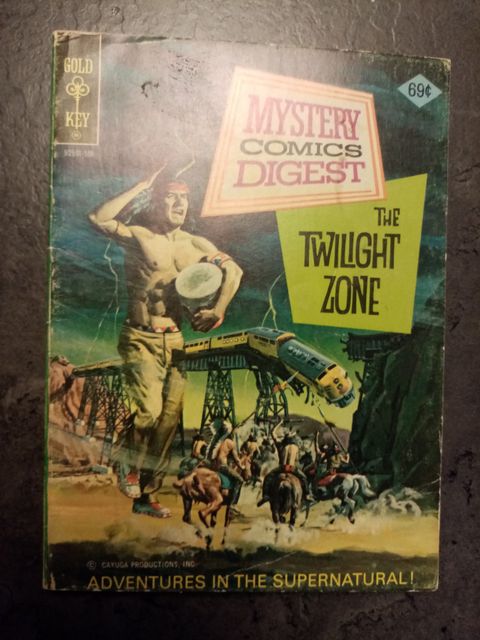 GOLD
KEY
69¢
MYSTERY
COMICS
DIGEST
THE
TWILIGHT
ZONE
© CAYUGA PRODUCTIONS, INC.
ADVENTURES IN THE SUPERNATURAL!